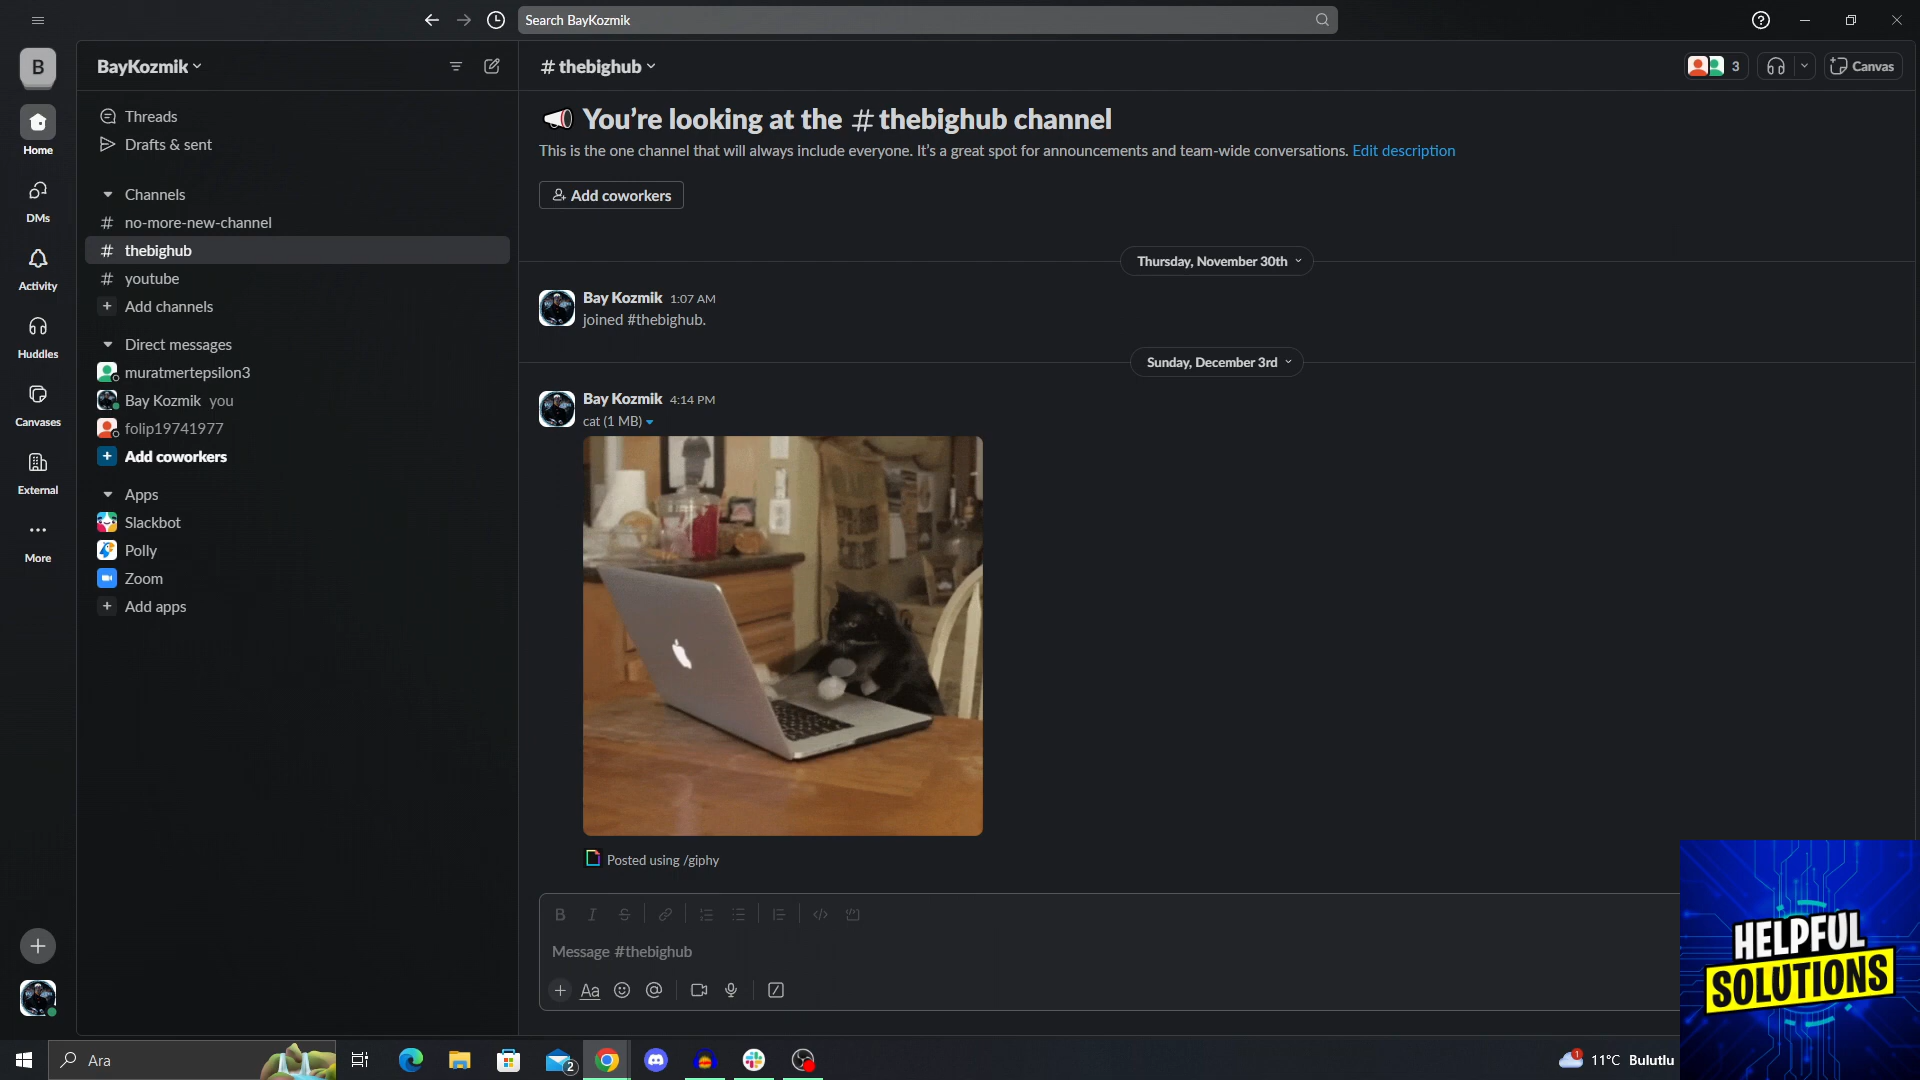 Search BayKozmik
B
BayKozmik
# thebighub
3
Canvas
Home
DMs
Activity
Huddles
Canvases
External
More
Threads
Drafts & sent
Channels
# no-more-new-channel
# thebighub
# youtube
+ Add channels
Direct messages
muratmertepsilon3
Bay Kozmik you
folip19741977
+ Add coworkers
Apps
Slackbot
Polly
Zoom
+ Add apps
You’re looking at the # thebighub channel
This is the one channel that will always include everyone. It’s a great spot for announcements and team-wide conversations. Edit description
Add coworkers
Thursday, November 30th
Bay Kozmik 1:07 AM
joined #thebighub.
Sunday, December 3rd
Bay Kozmik 4:14 PM
cat (1 MB)
Posted using /giphy
B I S
Message #thebighub
+ Aa
HELPFUL
SOLUTIONS
Ara
2
1
11°C Bulutlu